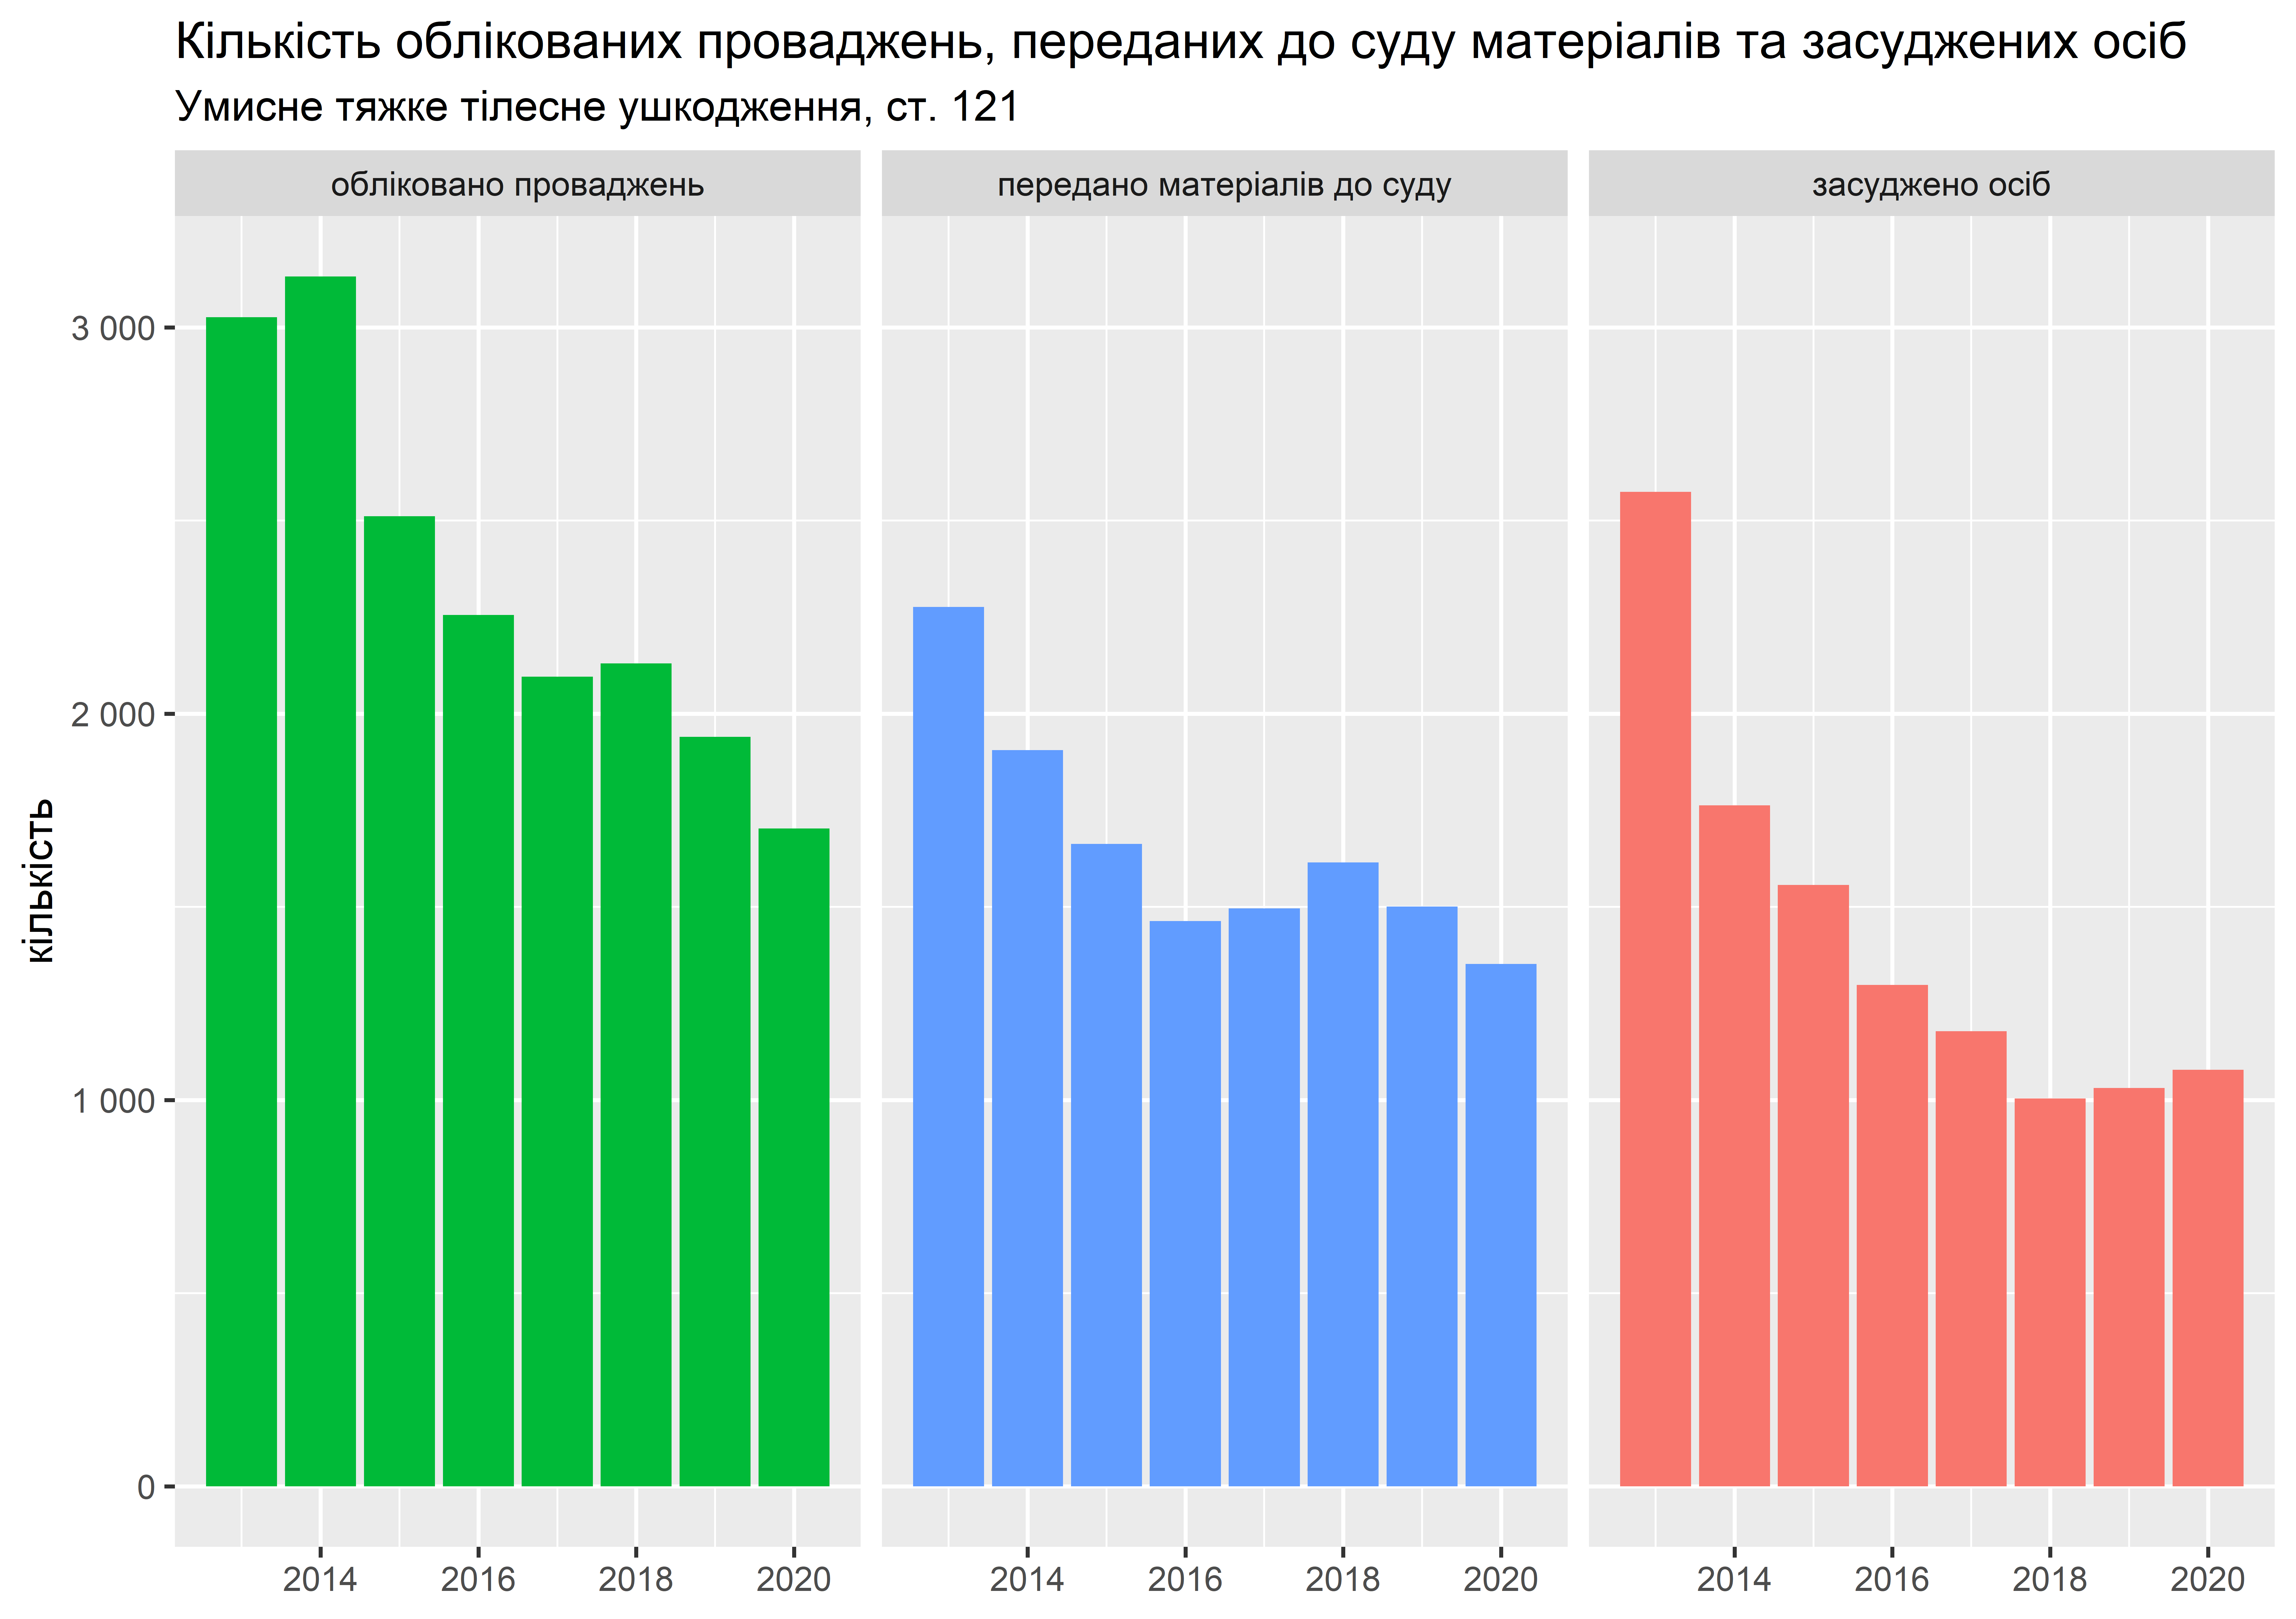 Кількість облікованих проваджень, переданих до суду матеріалів та засуджених осіб
Умисне тяжке тілесне ушкодження, ст. 121
обліковано проваджень
передано матеріалів до суду
засуджено осіб
кількість
3 000
2 000
1 000
0
2014 2016 2018 2020
2014 2016 2018 2020
2014 2016 2018 2020